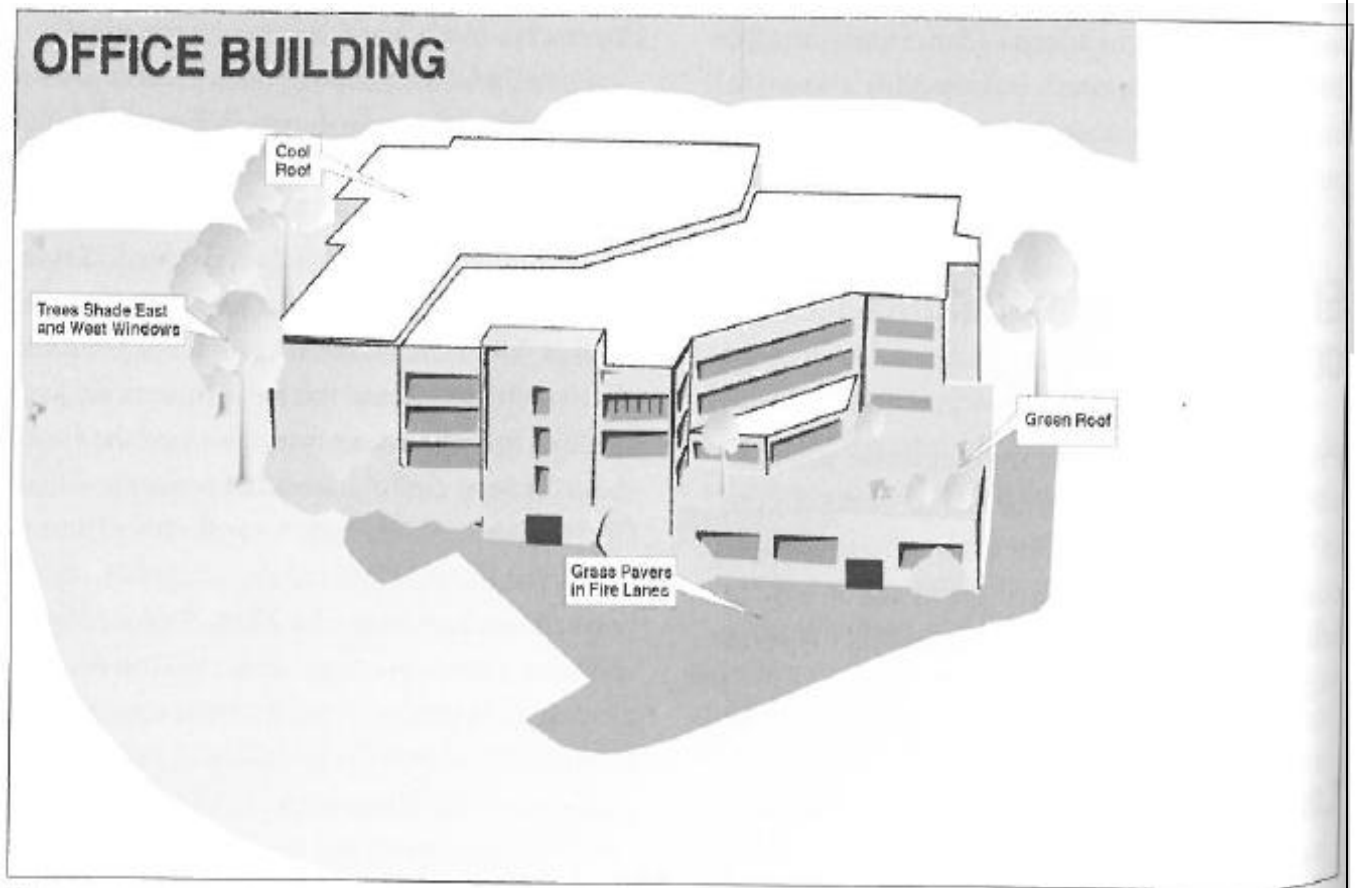 OFFICE BUILDING
Cool
Roof
Trees Shade East
and West Windows
Green Roof
Grass Pavers
in Fire Lanes